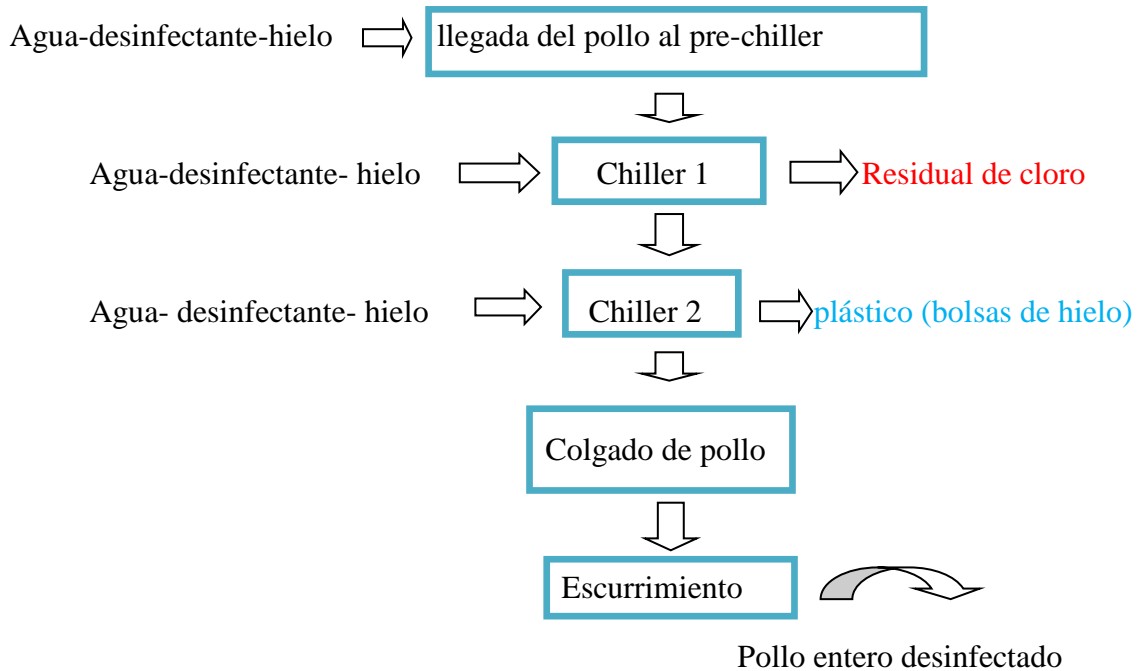 Agua-desinfectante-hielo
llegada del pollo al pre-chiller
Agua-desinfectante- hielo
Chiller 1
Residual de cloro
Agua- desinfectante- hielo
Chiller 2
plástico (bolsas de hielo)
Colgado de pollo
Escurrimiento
Pollo entero desinfectado